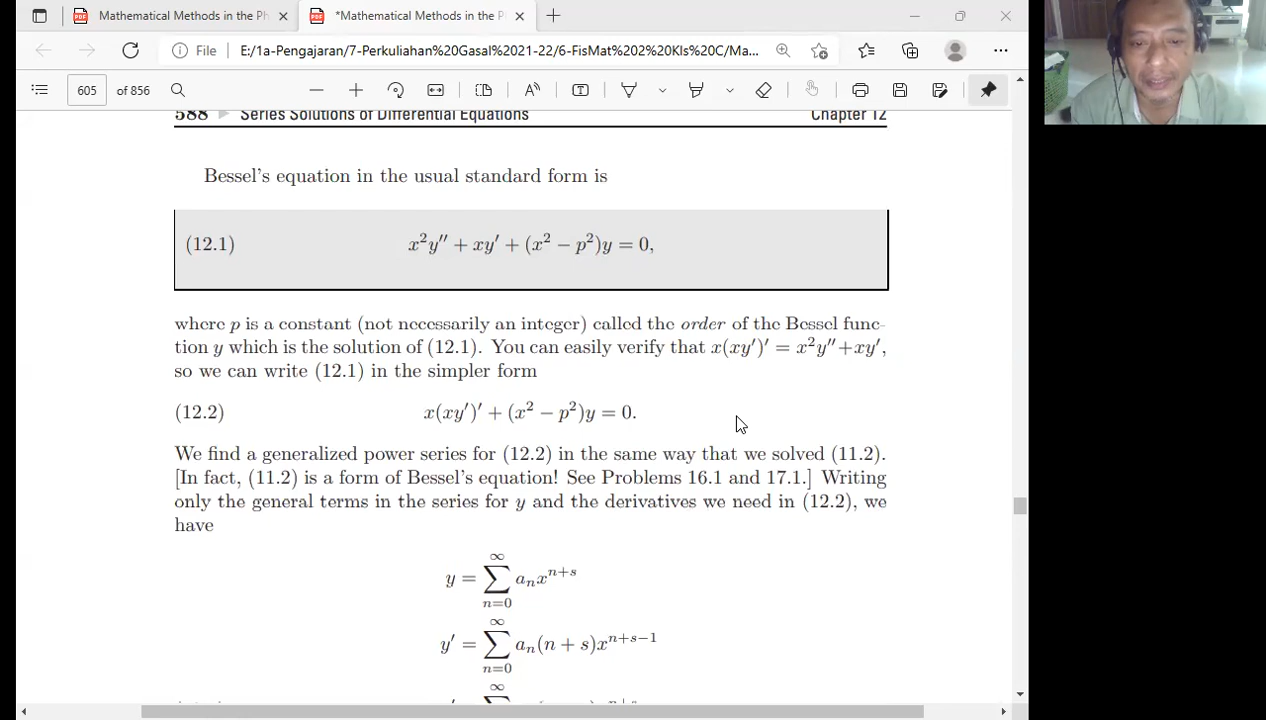 Mathematical Methods in the Ph
*Mathematical Methods in the P
File
E:/1a-Pengajaran/7-Perkuliahan%20Gasal%2021-22/6-FisMat%202%20Kls%20C/Ma...
605 of 856
588 Series Solutions of Differential Equations Chapter 12
Bessel's equation in the usual standard form is
(12.1) x²y″ + xy′ + (x² − p²)y = 0,
where p is a constant (not necessarily an integer) called the order of the Bessel func-
tion y which is the solution of (12.1). You can easily verify that x(xy′)′ = x²y″+xy′,
so we can write (12.1) in the simpler form
(12.2) x(xy′)′ + (x² − p²)y = 0.
We find a generalized power series for (12.2) in the same way that we solved (11.2).
[In fact, (11.2) is a form of Bessel's equation! See Problems 16.1 and 17.1.] Writing
only the general terms in the series for y and the derivatives we need in (12.2), we
have
y = ∑_{n=0}^{∞} aₙx^{n+s}
y′ = ∑_{n=0}^{∞} aₙ(n + s)x^{n+s−1}
∞